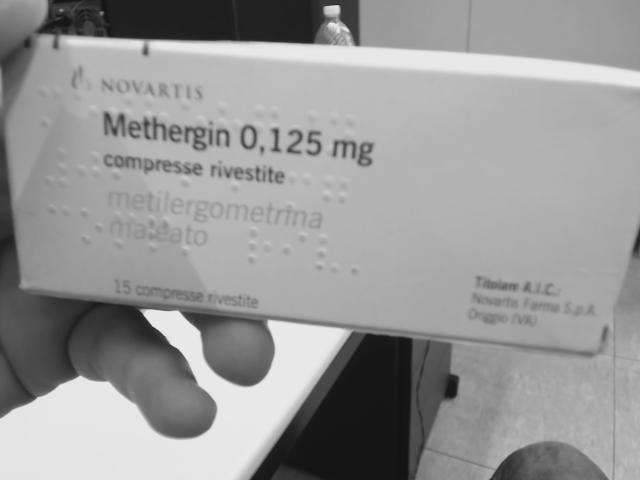 NOVARTIS
Methergin 0,125 mg
compresse rivestite
metilergometrina
maleato
15 compresse rivestite
Titolare A.I.C.:
Novartis Farma S.p.A.
Origgio (VA)